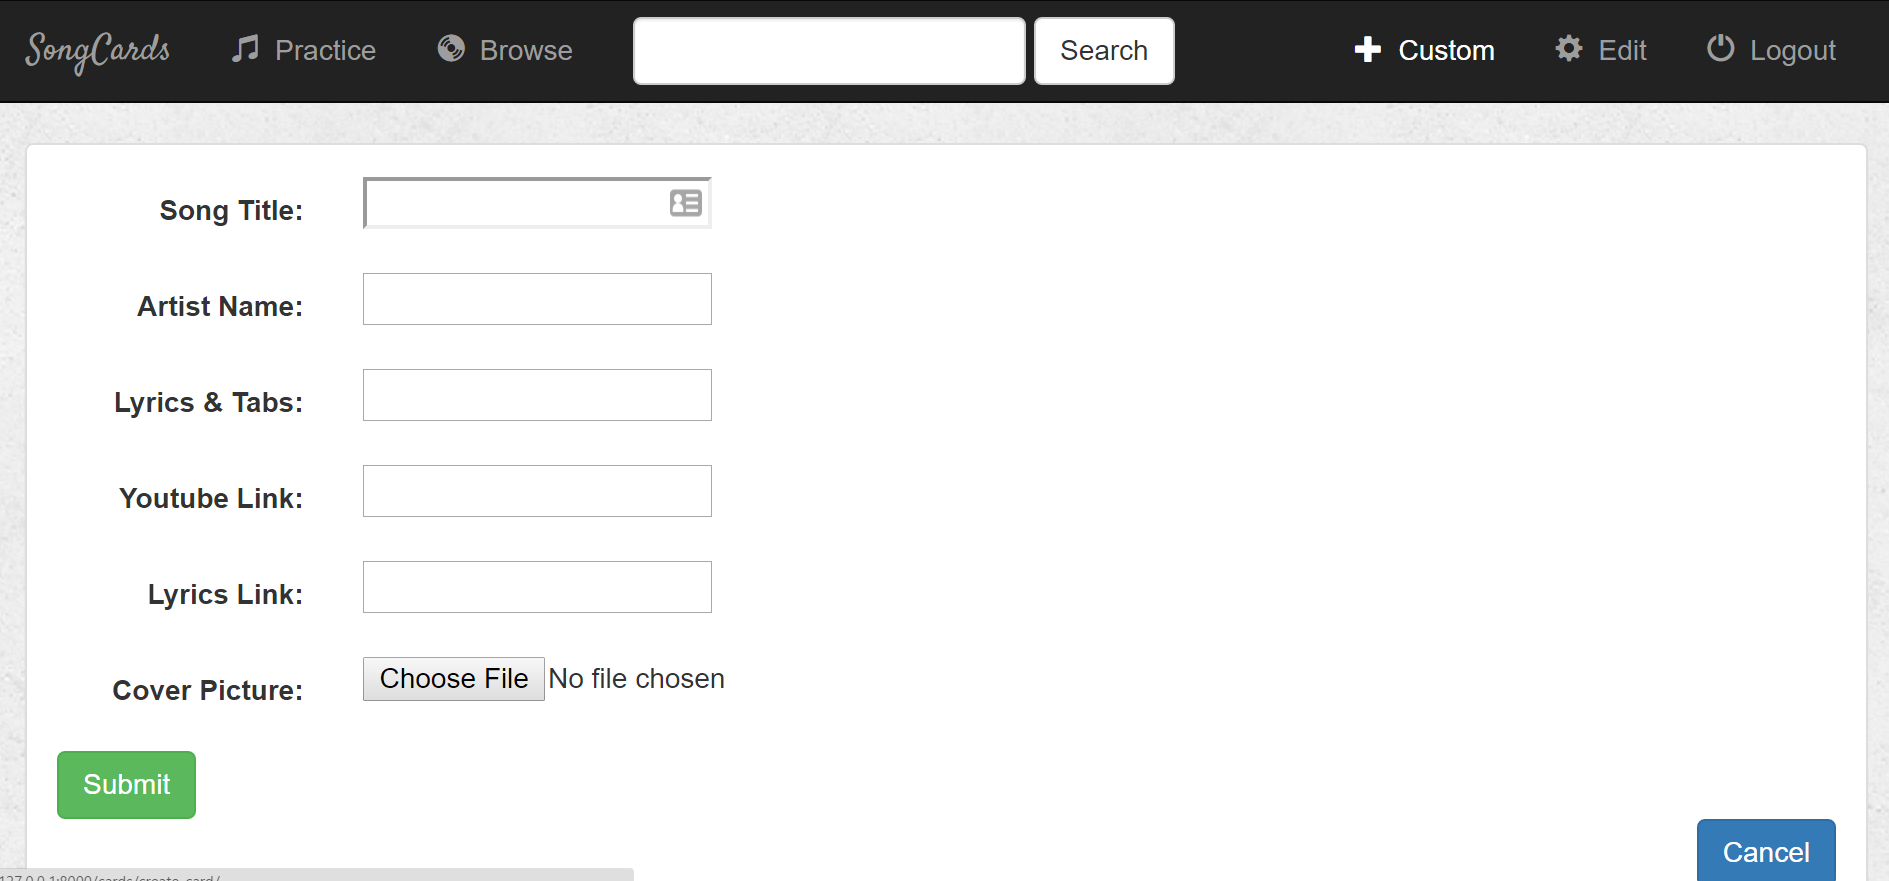 SongCards Practice Browse Search Custom Edit Logout
Song Title:
Artist Name:
Lyrics & Tabs:
Youtube Link:
Lyrics Link:
Cover Picture: Choose File No file chosen
Submit
Cancel
127.0.0.1:8000/cards/create_card/